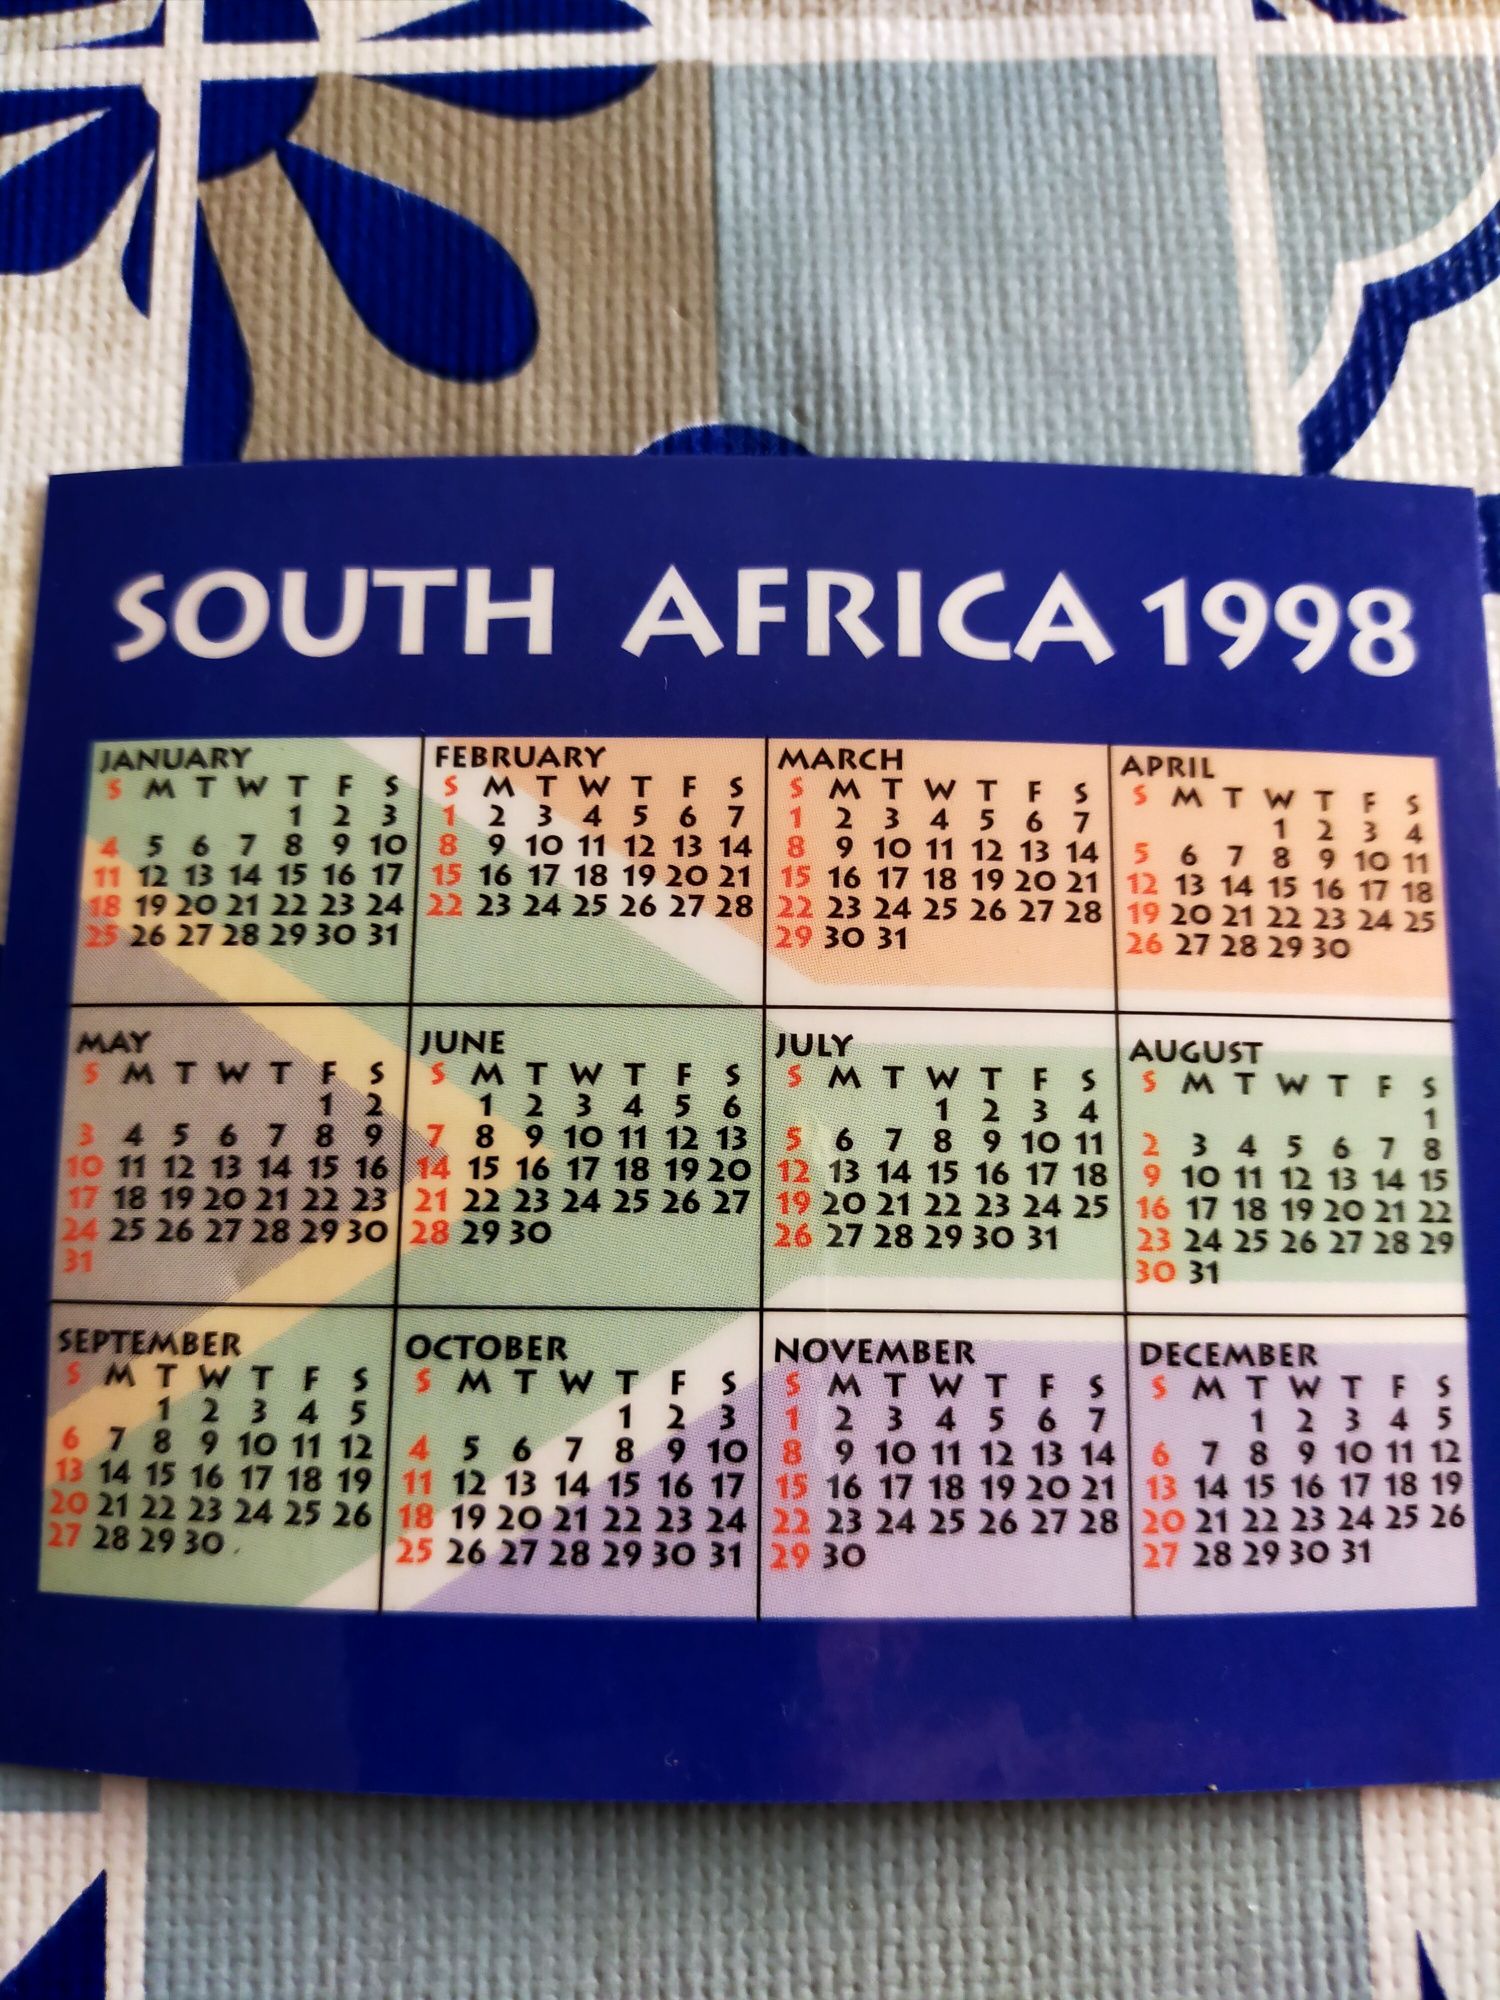 SOUTH AFRICA 1998
JANUARY
S M T W T F S
1 2 3
4 5 6 7 8 9 10
11 12 13 14 15 16 17
18 19 20 21 22 23 24
25 26 27 28 29 30 31
FEBRUARY
S M T W T F S
1 2 3 4 5 6 7
8 9 10 11 12 13 14
15 16 17 18 19 20 21
22 23 24 25 26 27 28
MARCH
S M T W T F S
1 2 3 4 5 6 7
8 9 10 11 12 13 14
15 16 17 18 19 20 21
22 23 24 25 26 27 28
29 30 31
APRIL
S M T W T F S
1 2 3 4
5 6 7 8 9 10 11
12 13 14 15 16 17 18
19 20 21 22 23 24 25
26 27 28 29 30
MAY
S M T W T F S
1 2
3 4 5 6 7 8 9
10 11 12 13 14 15 16
17 18 19 20 21 22 23
24 25 26 27 28 29 30
31
JUNE
S M T W T F S
1 2 3 4 5 6
7 8 9 10 11 12 13
14 15 16 17 18 19 20
21 22 23 24 25 26 27
28 29 30
JULY
S M T W T F S
1 2 3 4
5 6 7 8 9 10 11
12 13 14 15 16 17 18
19 20 21 22 23 24 25
26 27 28 29 30 31
AUGUST
S M T W T F S
1
2 3 4 5 6 7 8
9 10 11 12 13 14 15
16 17 18 19 20 21 22
23 24 25 26 27 28 29
30 31
SEPTEMBER
S M T W T F S
1 2 3 4 5
6 7 8 9 10 11 12
13 14 15 16 17 18 19
20 21 22 23 24 25 26
27 28 29 30
OCTOBER
S M T W T F S
1 2 3
4 5 6 7 8 9 10
11 12 13 14 15 16 17
18 19 20 21 22 23 24
25 26 27 28 29 30 31
NOVEMBER
S M T W T F S
1 2 3 4 5 6 7
8 9 10 11 12 13 14
15 16 17 18 19 20 21
22 23 24 25 26 27 28
29 30
DECEMBER
S M T W T F S
1 2 3 4 5
6 7 8 9 10 11 12
13 14 15 16 17 18 19
20 21 22 23 24 25 26
27 28 29 30 31